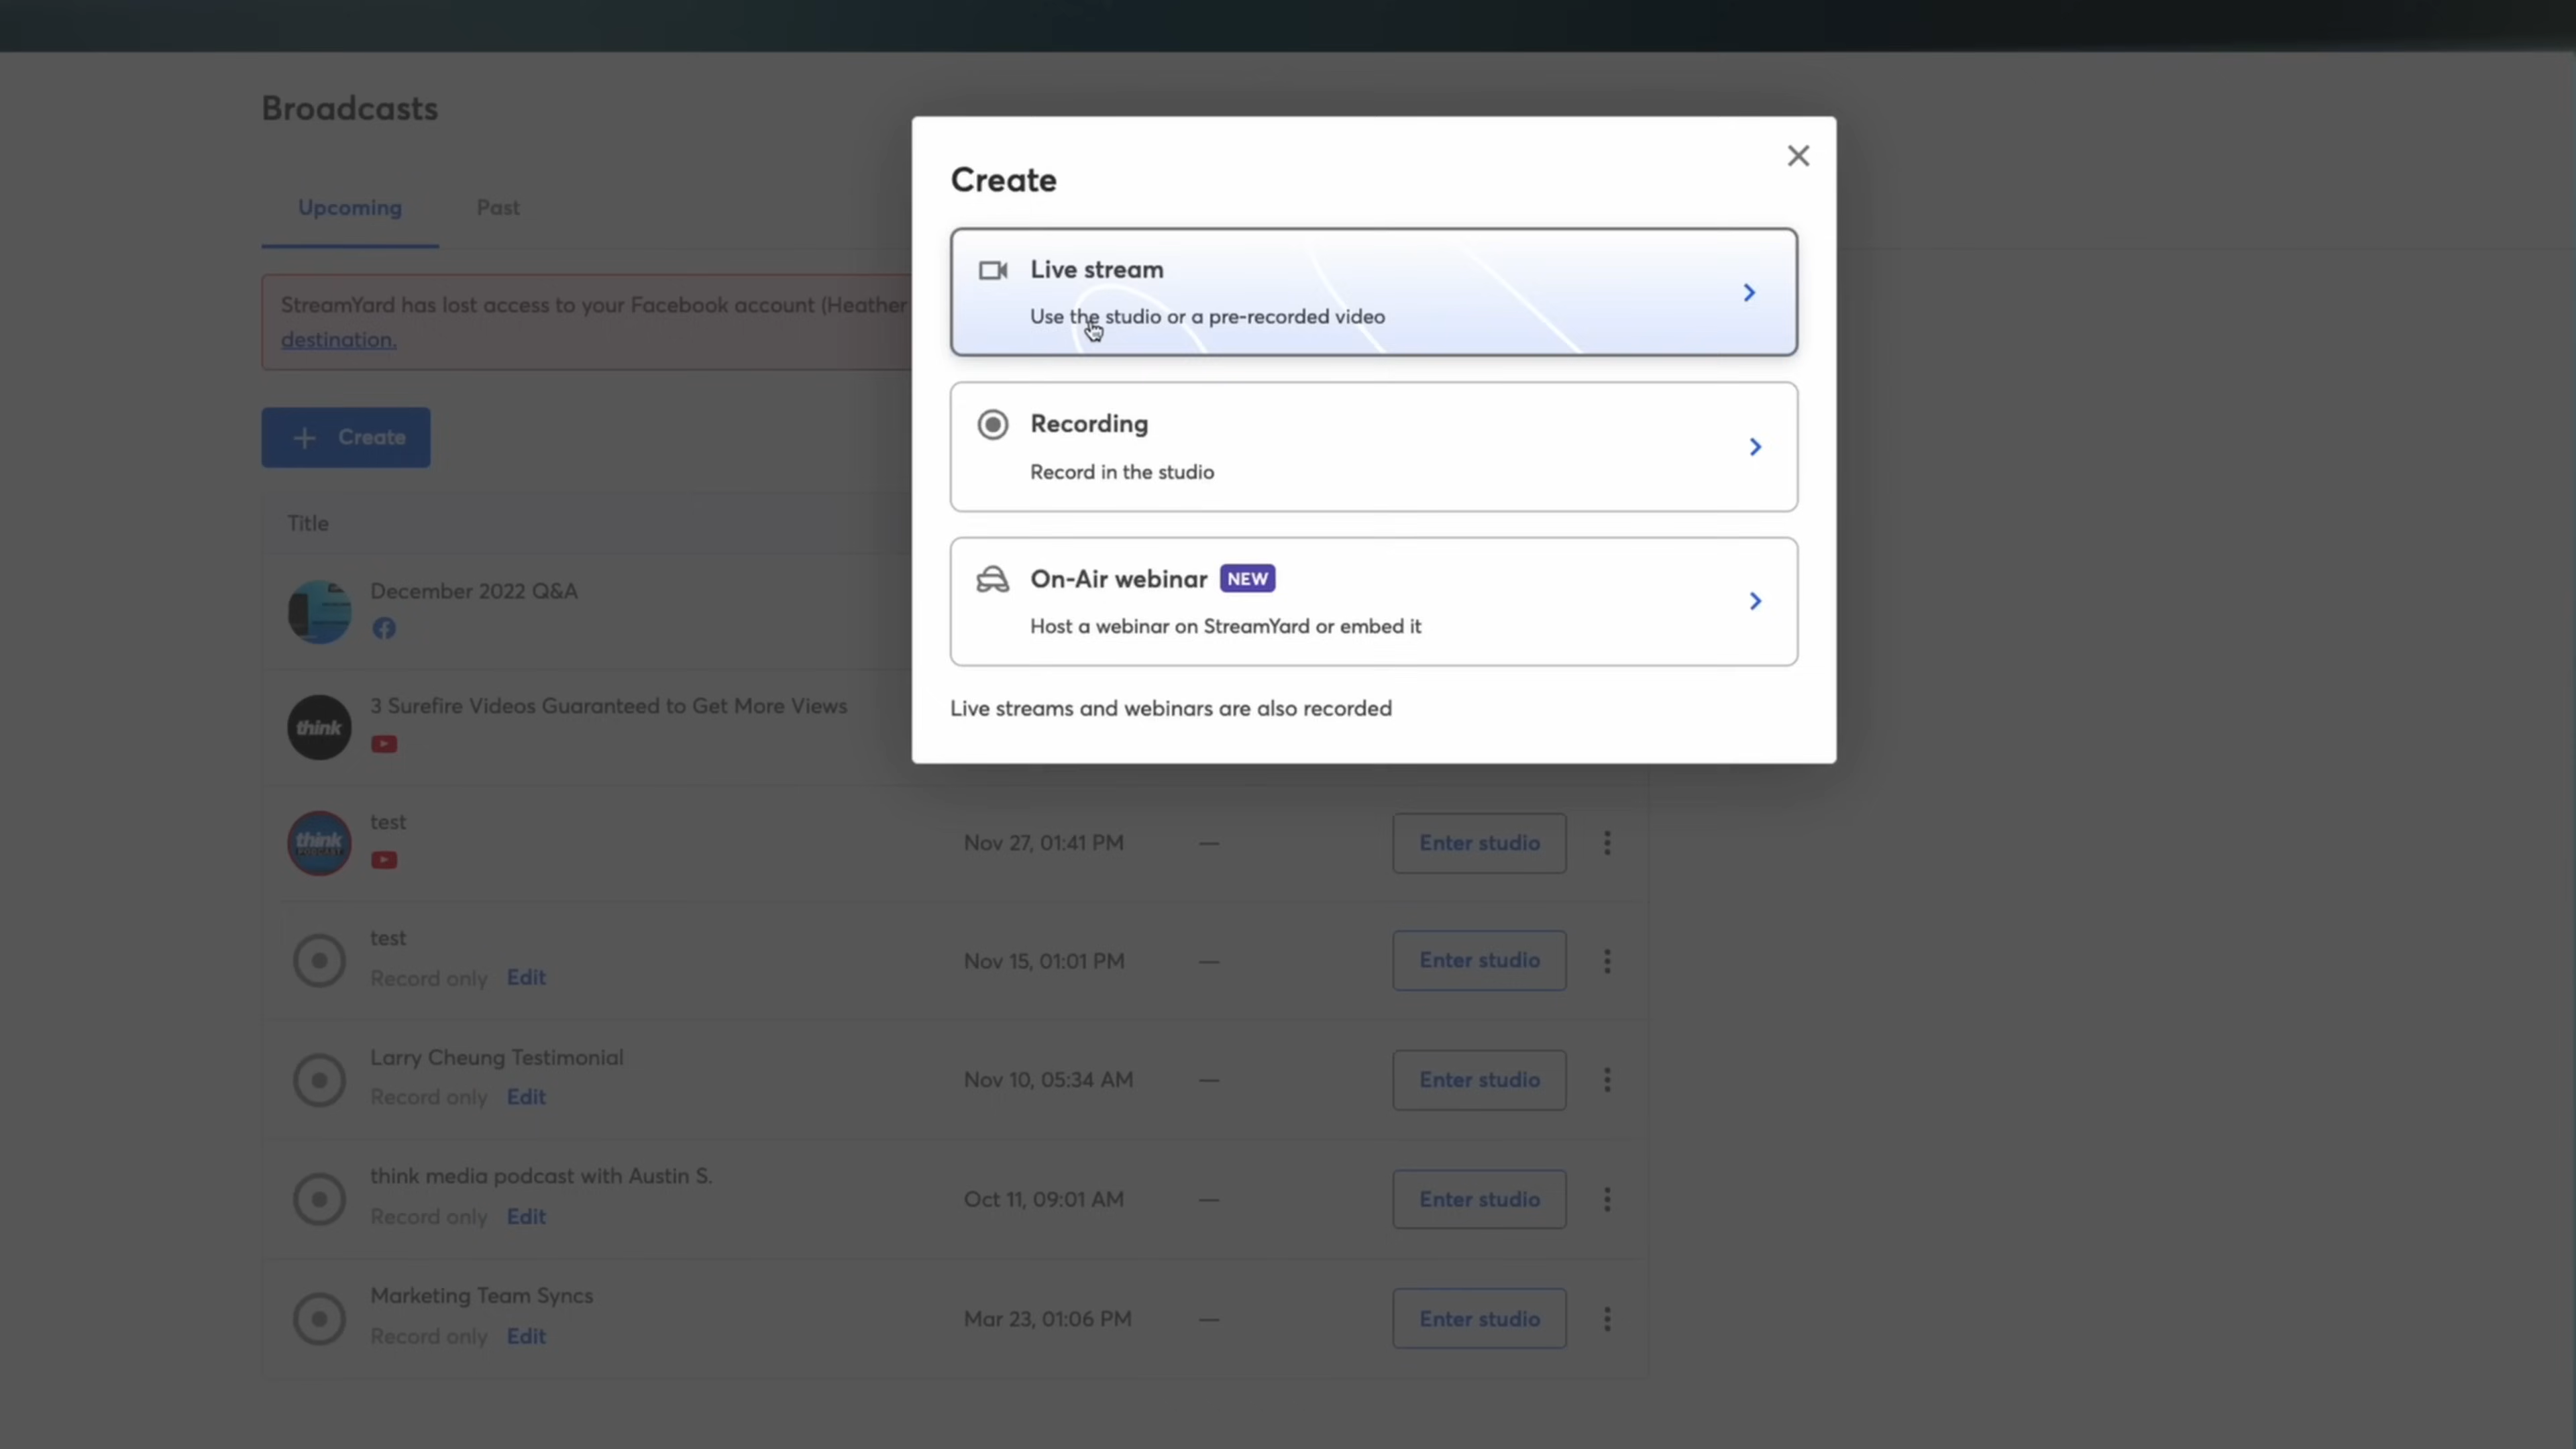 Broadcasts
Upcoming
Past
StreamYard has lost access to your Facebook account (Heather
destination.
Create
Title
December 2022 Q&A
think
3 Surefire Videos Guaranteed to Get More Views
think
PODCAST
test
Nov 27, 01:41 PM
—
Enter studio
test
Record only Edit
Nov 15, 01:01 PM
—
Enter studio
Larry Cheung Testimonial
Record only Edit
Nov 10, 05:34 AM
—
Enter studio
think media podcast with Austin S.
Record only Edit
Oct 11, 09:01 AM
—
Enter studio
Marketing Team Syncs
Record only Edit
Mar 23, 01:06 PM
—
Enter studio
Create
Live stream
Use the studio or a pre-recorded video
Recording
Record in the studio
On-Air webinar NEW
Host a webinar on StreamYard or embed it
Live streams and webinars are also recorded